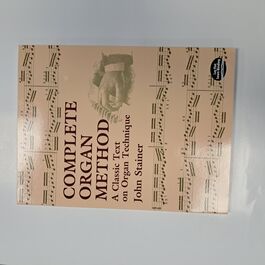 COMPLETE
ORGAN
METHOD
A Classic Text
on Organ Technique
John Stainer